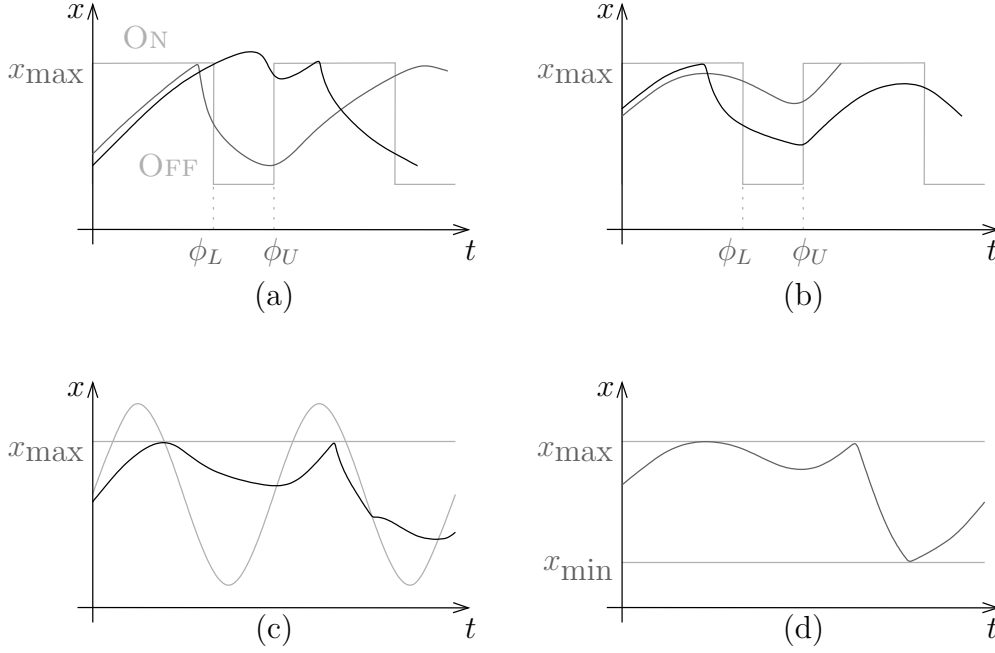 x
ON
x_max
OFF
ϕ_L
ϕ_U
t
(a)
x
x_max
ϕ_L
ϕ_U
t
(b)
x
x_max
t
(c)
x
x_max
x_min
t
(d)